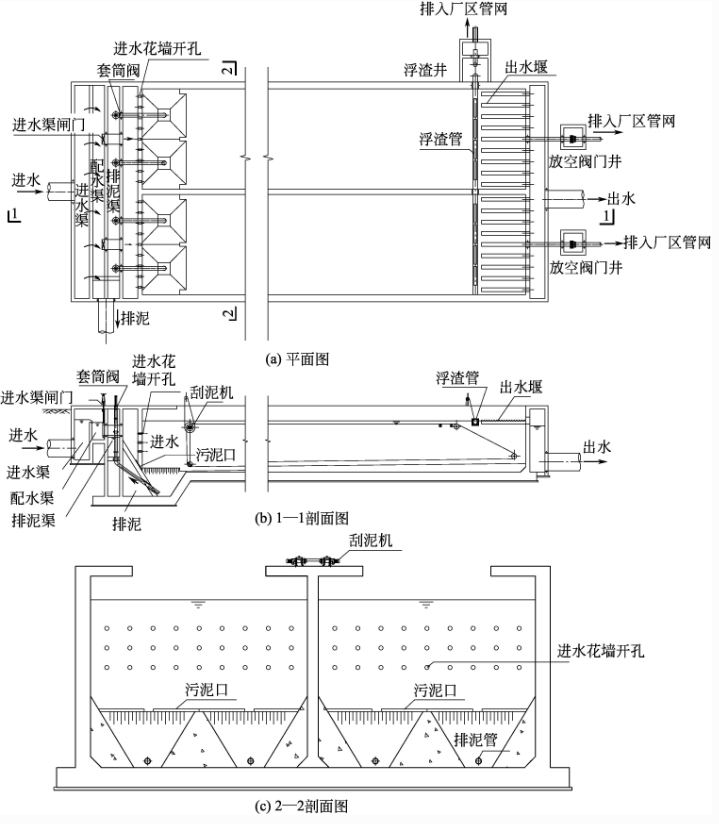 排入厂区管网
进水花墙开孔
套筒阀
2
浮渣井
出水堰
进水渠闸门
浮渣管
排入厂区管网
放空阀门井
进水
进水渠
配水渠
排泥渠
出水
1
1
排入厂区管网
放空阀门井
2
排泥
(a) 平面图
进水花
墙开孔
套筒阀
进水渠闸门
刮泥机
浮渣管
出水堰
进水
进水
污泥口
出水
进水渠
配水渠
排泥渠
排泥
(b) 1—1剖面图
刮泥机
进水花墙开孔
污泥口
污泥口
排泥管
(c) 2—2剖面图